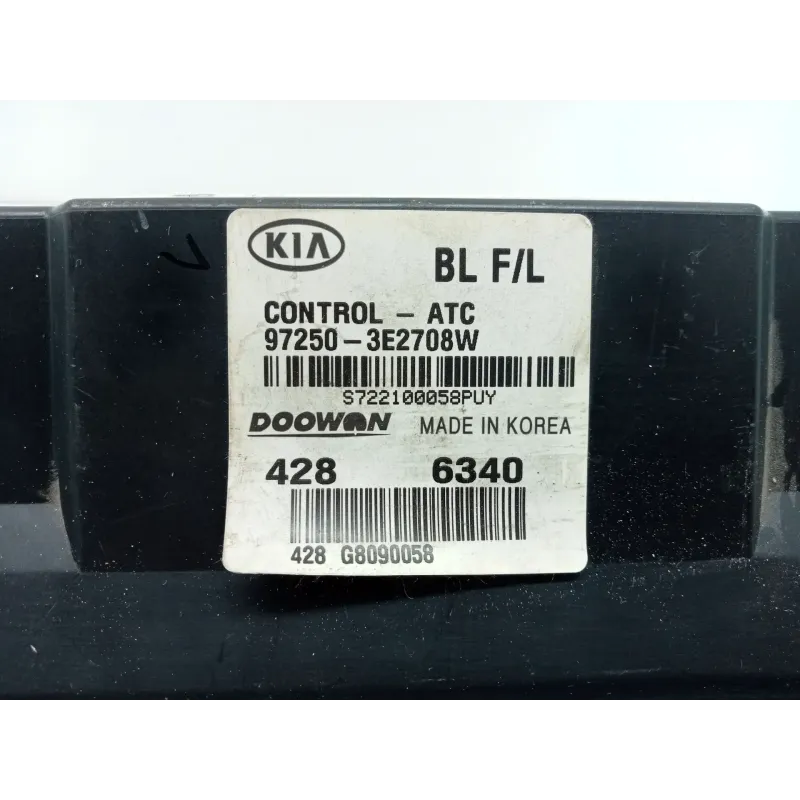 KIA BL F/L
CONTROL - ATC
97250-3E2708W
S722100058PUY
DOOWON MADE IN KOREA
428 6340
428 G8090058